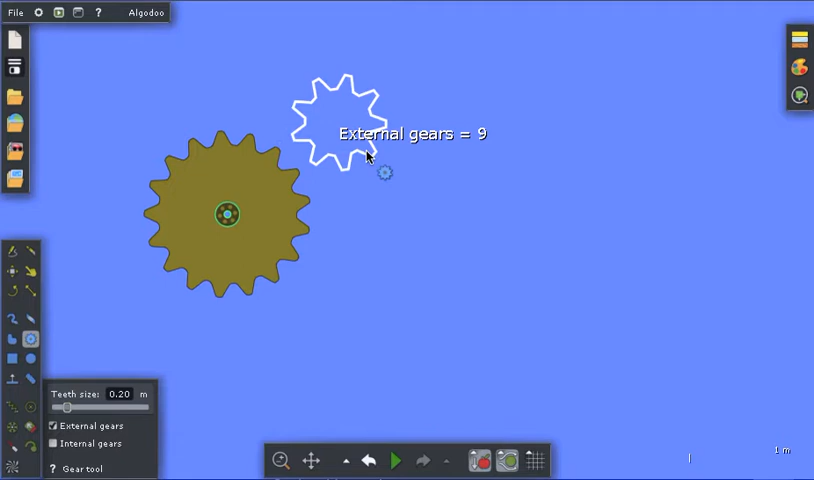 File ? Algodoo
External gears = 9
Teeth size: 0.20 m
External gears
Internal gears
? Gear tool
1 m